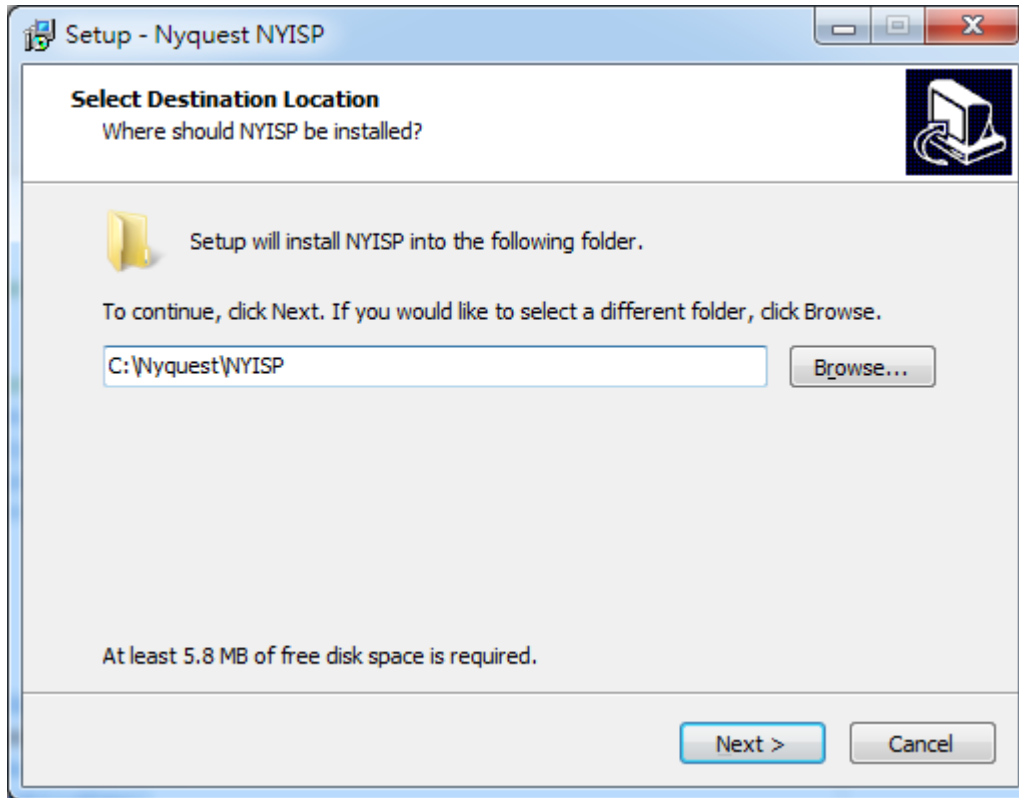 Setup - Nyquest NYISP
Select Destination Location
Where should NYISP be installed?
Setup will install NYISP into the following folder.
To continue, click Next. If you would like to select a different folder, click Browse.
C:\Nyquest\NYISP
Browse...
At least 5.8 MB of free disk space is required.
Next >
Cancel